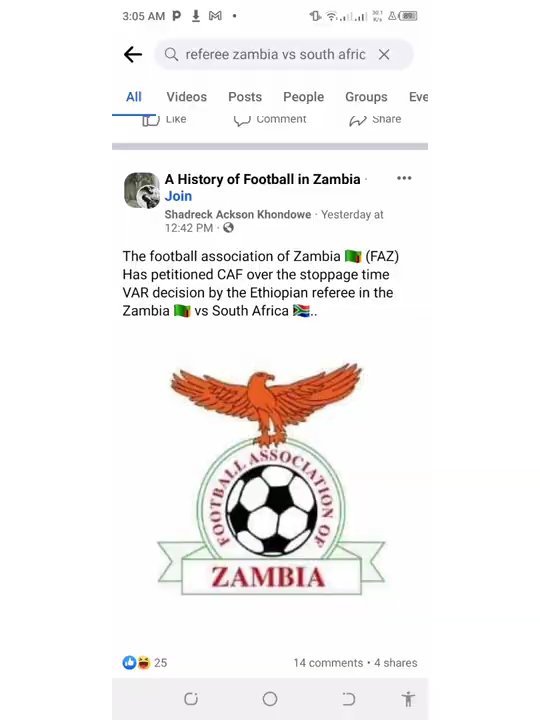 3:05 AM
referee zambia vs south afric
All Videos Posts People Groups Eve
Like Comment Share
A History of Football in Zambia ·
Join
Shadreck Ackson Khondowe · Yesterday at
12:42 PM ·
The football association of Zambia 🇿🇲 (FAZ)
Has petitioned CAF over the stoppage time
VAR decision by the Ethiopian referee in the
Zambia 🇿🇲 vs South Africa 🇿🇦..
FOOTBALL ASSOCIATION OF
ZAMBIA
25
14 comments • 4 shares